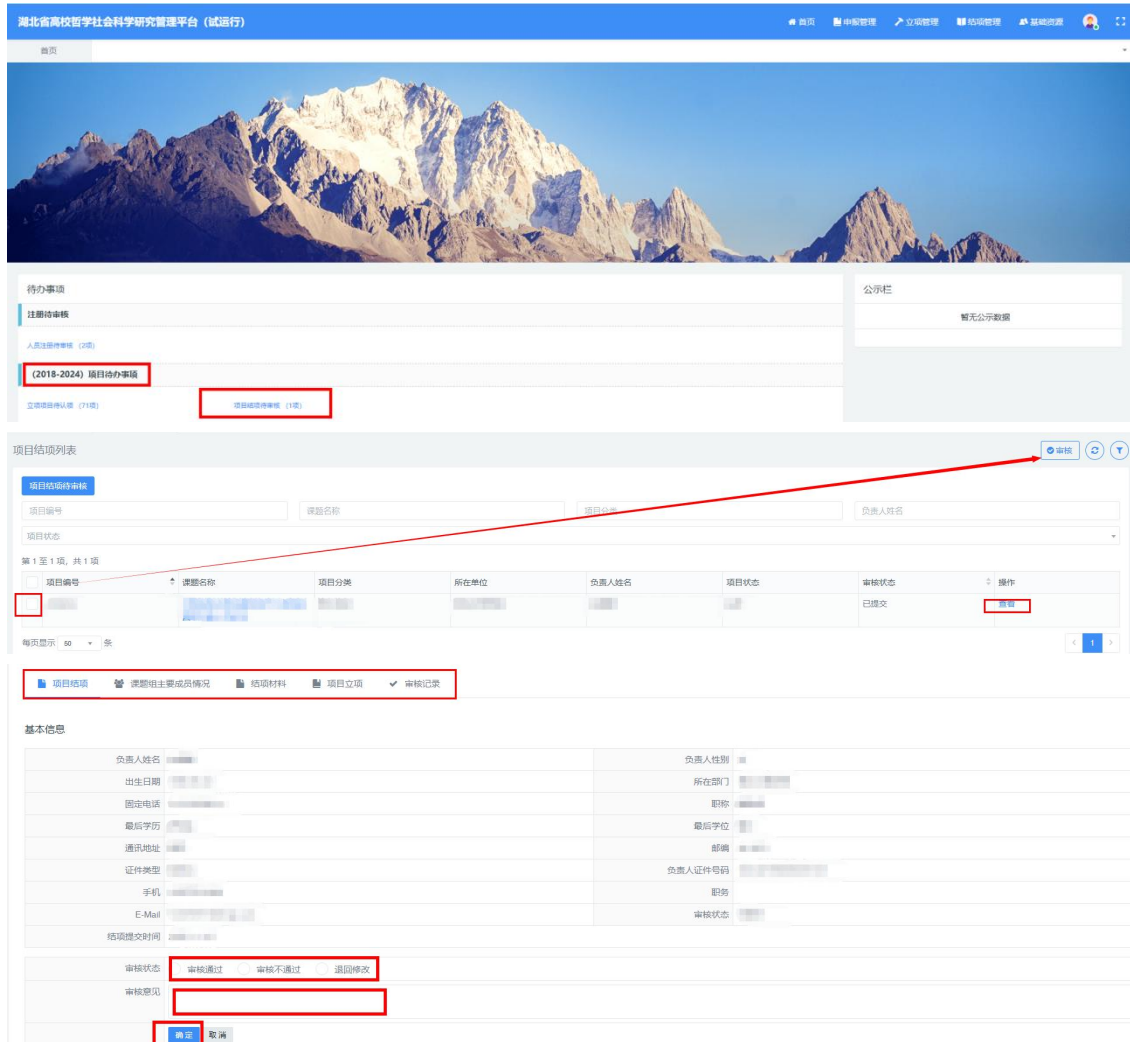 湖北省高校哲学社会科学研究管理平台（试运行） 首页 申报管理 立项管理 结项管理 基础资源
首页
待办事项 公示栏
注册待审核 暂无公示数据
人员注册待审核（2项）
（2018-2024）项目待办事项
立项项目待认领（71项） 项目结项待审核（1项）
项目结项列表 审核
项目结项待审核
项目编号 课题名称 项目分类 负责人姓名
项目状态
第 1 至 1 项，共 1 项
项目编号 课题名称 项目分类 所在单位 负责人姓名 项目状态 审核状态 操作
已提交 查看
每页显示 50 条 1
项目结项 课题组主要成员情况 结项材料 项目立项 审核记录
基本信息
负责人姓名 负责人性别
出生日期 所在部门
固定电话 职称
最后学历 最后学位
通讯地址 邮编
证件类型 负责人证件号码
手机 职务
E-Mail 审核状态
结项提交时间
审核状态 审核通过 审核不通过 退回修改
审核意见
确定 取消